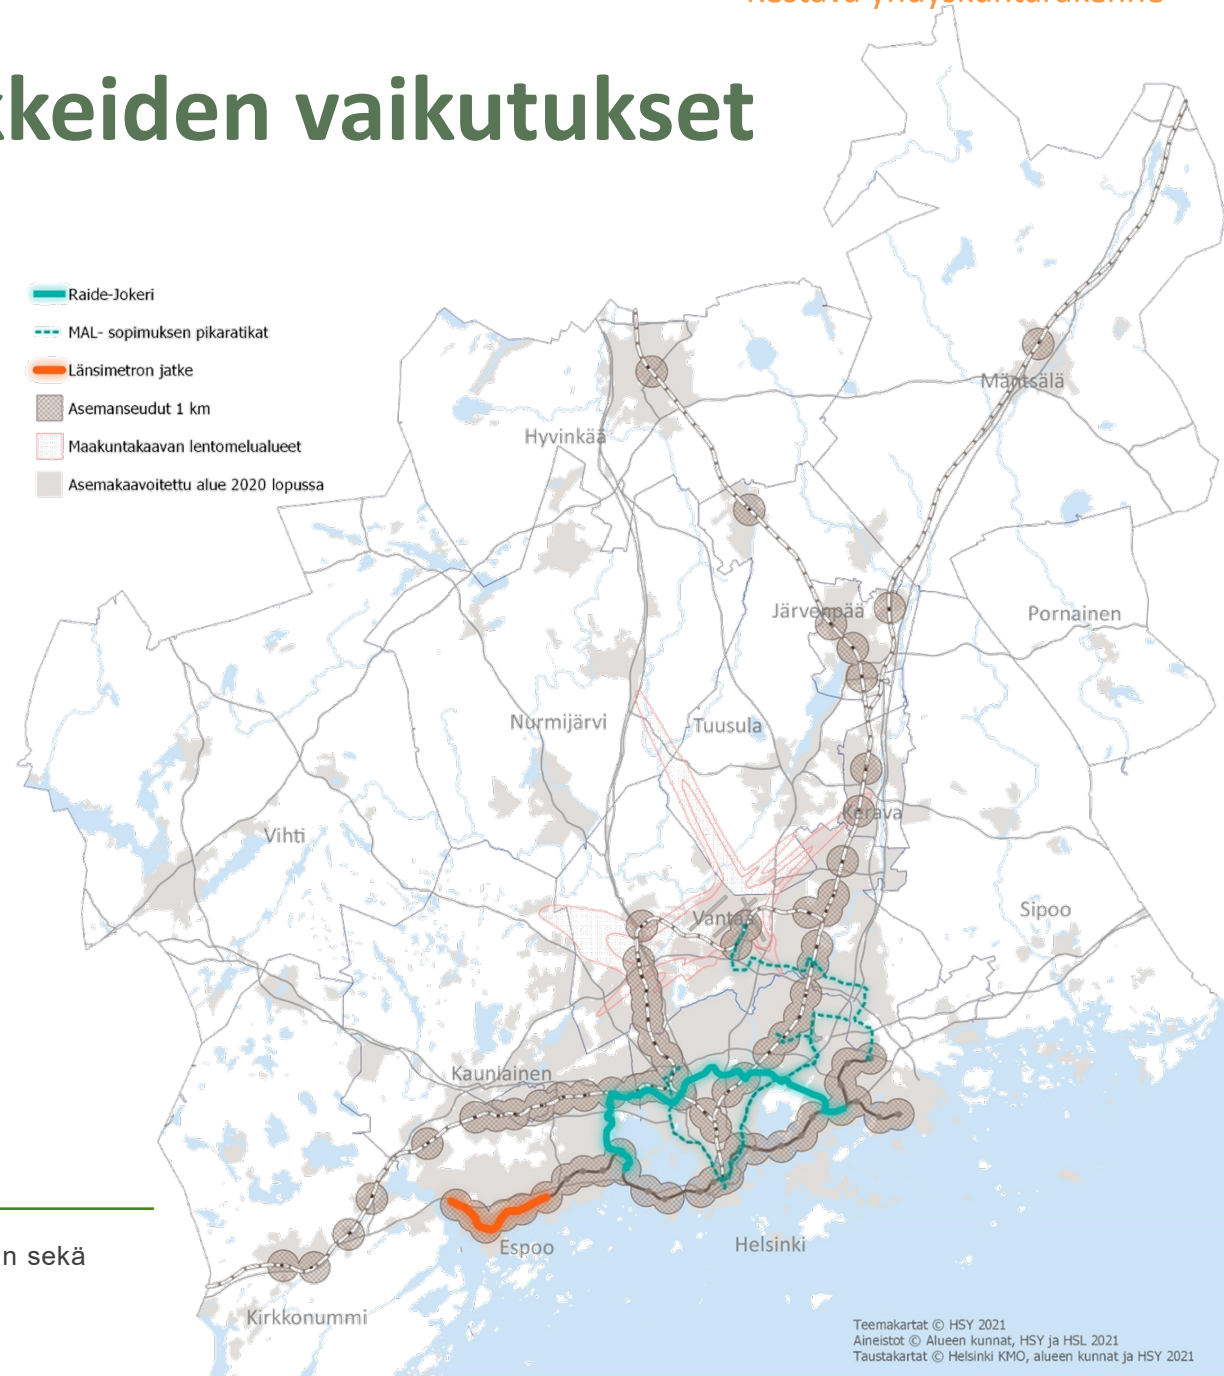 Kestävä yhdyskuntarakenne
keiden vaikutukset
Raide-Jokeri
MAL- sopimuksen pikaratikat
Länsimetron jatke
Asemanseudut 1 km
Maakuntakaavan lentomelualueet
Asemakaavoitettu alue 2020 lopussa
Mäntsälä
Hyvinkää
Järvenpää
Pornainen
Nurmijärvi
Tuusula
Kerava
Vihti
Vantaa
Sipoo
Kauniainen
Helsinki
Espoo
n sekä
Kirkkonummi
Teemakartat © HSY 2021
Aineistot © Alueen kunnat, HSY ja HSL 2021
Taustakartat © Helsinki KMO, alueen kunnat ja HSY 2021